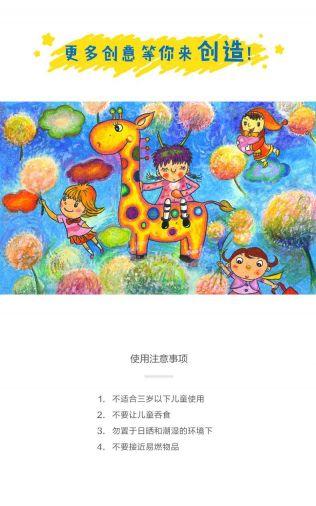 更多创意等你来创造!
使用注意事项
1. 不适合三岁以下儿童使用
2. 不要让儿童吞食
3. 勿置于日晒和潮湿的环境下
4. 不要接近易燃物品